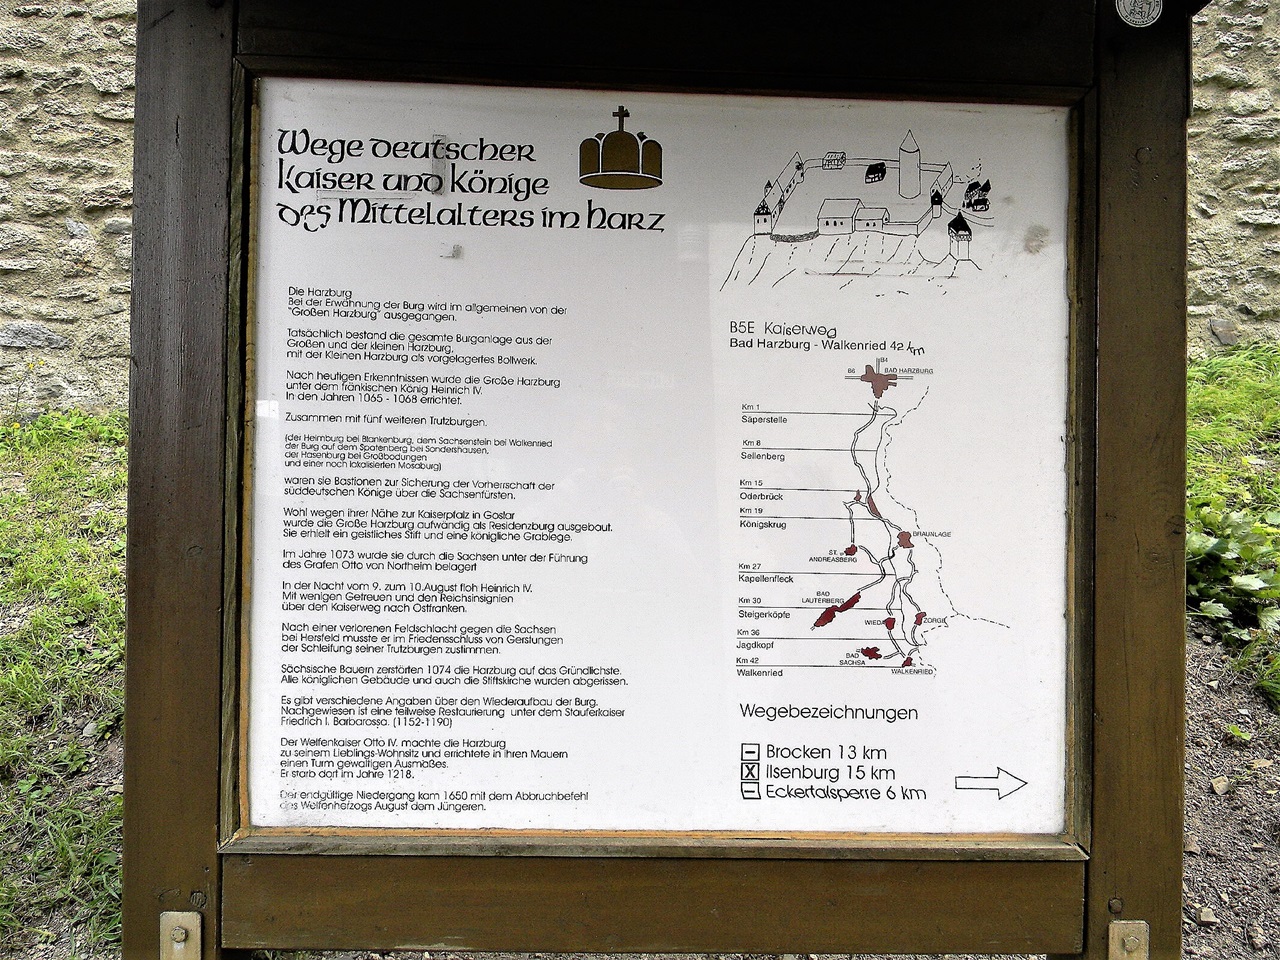 Wege deutscher
Kaiser und Könige
des Mittelalters im Harz
Die Harzburg
Bei der Erwähnung der Burg wird im allgemeinen von der
"Großen Harzburg" ausgegangen.
Tatsächlich bestand die gesamte Burganlage aus der
Großen und der kleinen Harzburg,
mit der Kleinen Harzburg als vorgelagertes Bollwerk.
Nach heutigen Erkenntnissen wurde die Große Harzburg
unter dem fränkischen König Heinrich IV.
In den Jahren 1065 - 1068 errichtet.
Zusammen mit fünf weiteren Trutzburgen.
(der Heimburg bei Blankenburg, dem Sachsenstein bei Walkenried
der Burg auf dem Spatenberg bei Sondershausen,
der Hasenburg bei Großbodungen
und einer noch lokalisierten Mosaburg)
waren sie Bastionen zur Sicherung der Vorherrschaft der
süddeutschen Könige über die Sachsenfürsten.
Wohl wegen ihrer Nähe zur Kaiserpfalz in Goslar
wurde die Große Harzburg aufwändig als Residenzburg ausgebaut.
Sie erhielt ein geistliches Stift und eine königliche Grablege.
Im Jahre 1073 wurde sie durch die Sachsen unter der Führung
des Grafen Otto von Northeim belagert
In der Nacht vom 9. zum 10.August floh Heinrich IV.
Mit wenigen Getreuen und den Reichsinsignien
über den Kaiserweg nach Ostfranken.
Nach einer verlorenen Feldschlacht gegen die Sachsen
bei Hersfeld musste er im Friedensschluss von Gerstungen
der Schleifung seiner Trutzburgen zustimmen.
Sächsische Bauern zerstörten 1074 die Harzburg auf das Gründlichste.
Alle königlichen Gebäude und auch die Stiftskirche wurden abgerissen.
Es gibt verschiedene Angaben über den Wiederaufbau der Burg.
Nachgewiesen ist eine teilweise Restaurierung unter dem Stauferkaiser
Friedrich I. Barbarossa. (1152-1190)
Der Welfenkaiser Otto IV. machte die Harzburg
zu seinem Lieblings-Wohnsitz und errichtete in ihren Mauern
einen Turm gewaltigen Ausmaßes.
Er starb dort im Jahre 1218.
Der endgültige Niedergang kam 1650 mit dem Abbruchbefehl
des Welfenherzogs August dem Jüngeren.
B5E Kaiserweg
Bad Harzburg - Walkenried 42 km
B4
B6 BAD HARZBURG
Km 1
Säperstelle
Km 8
Sellenberg
Km 15
Oderbrück
Km 19
Königskrug
BRAUNLAGE
ST.
ANDREASBERG
Km 27
Kapellenfleck
BAD
LAUTERBERG
Km 30
Steigerköpfe
WIEDA
ZORGE
Km 36
Jagdkopf
BAD
SACHSA
Km 42
Walkenried
WALKENRIED
Wegebezeichnungen
Brocken 13 km
X Ilsenburg 15 km
Eckertalsperre 6 km